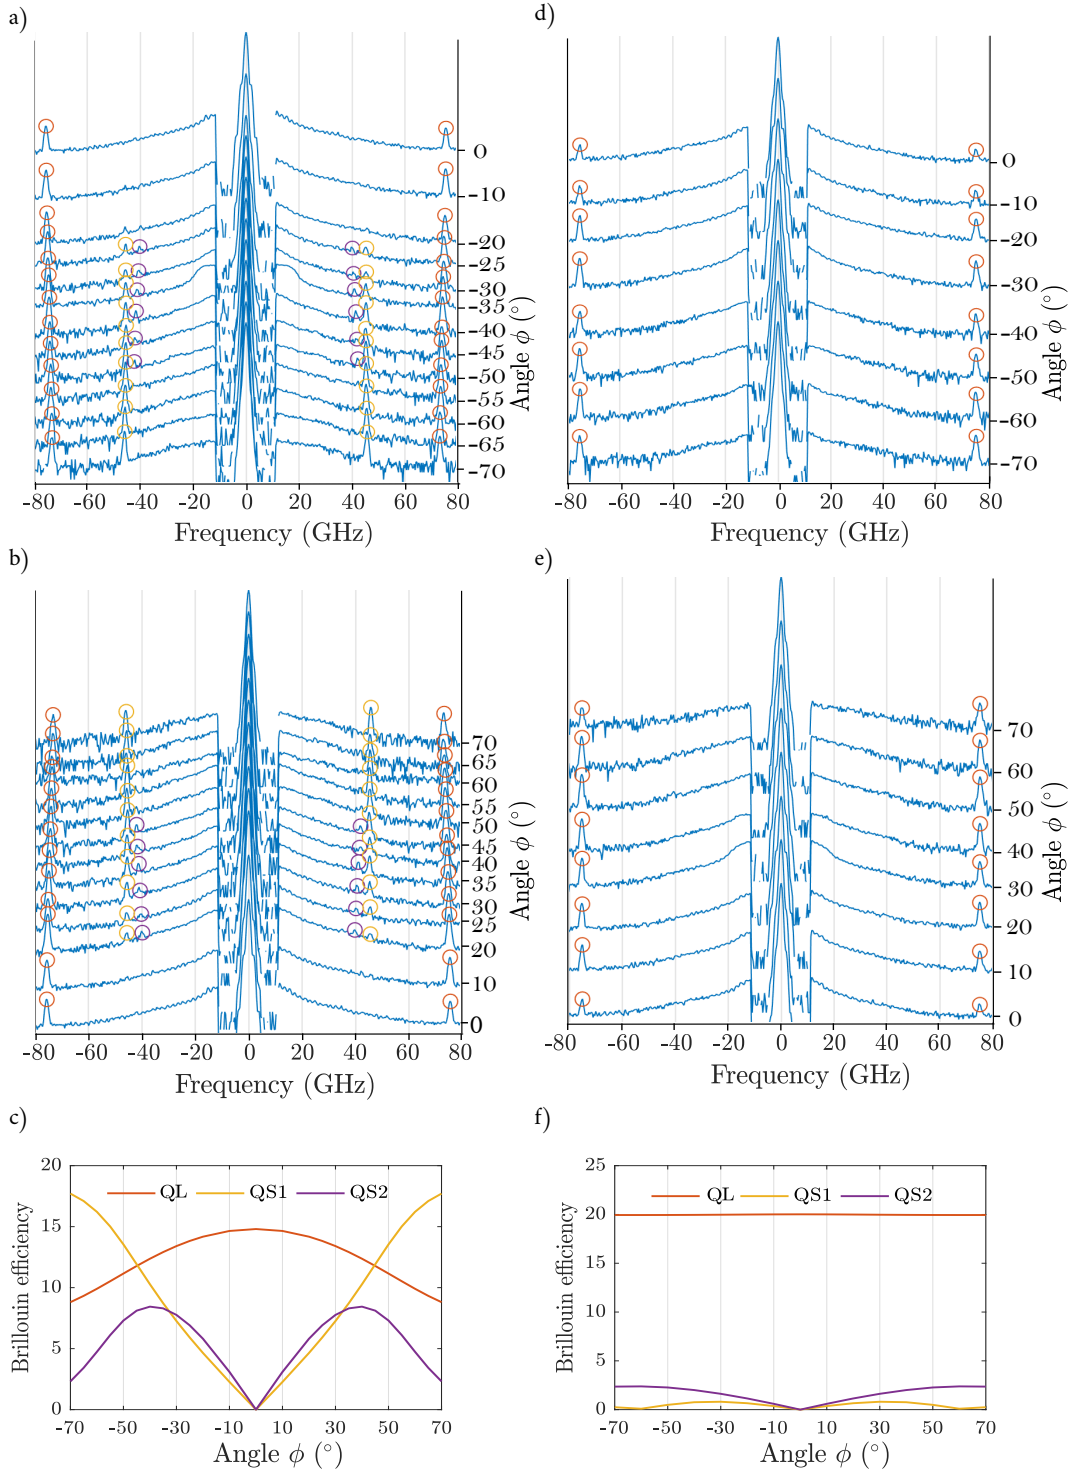 a)
0
-10
-20
-25
-30
-35
-40
-45
-50
-55
-60
-65
-70
Angle ϕ (°)
-80 -60 -40 -20 0 20 40 60 80
Frequency (GHz)
d)
0
-10
-20
-30
-40
-50
-60
-70
Angle ϕ (°)
-80 -60 -40 -20 0 20 40 60 80
Frequency (GHz)
b)
70
65
60
55
50
45
40
35
30
25
20
10
0
Angle ϕ (°)
-80 -60 -40 -20 0 20 40 60 80
Frequency (GHz)
e)
70
60
50
40
30
20
10
0
Angle ϕ (°)
-80 -60 -40 -20 0 20 40 60 80
Frequency (GHz)
c)
20
15
10
5
0
Brillouin efficiency
QL QS1 QS2
-70 -50 -30 -10 10 30 50 70
Angle ϕ (°)
f)
25
20
15
10
5
0
Brillouin efficiency
QL QS1 QS2
-70 -50 -30 -10 10 30 50 70
Angle ϕ (°)